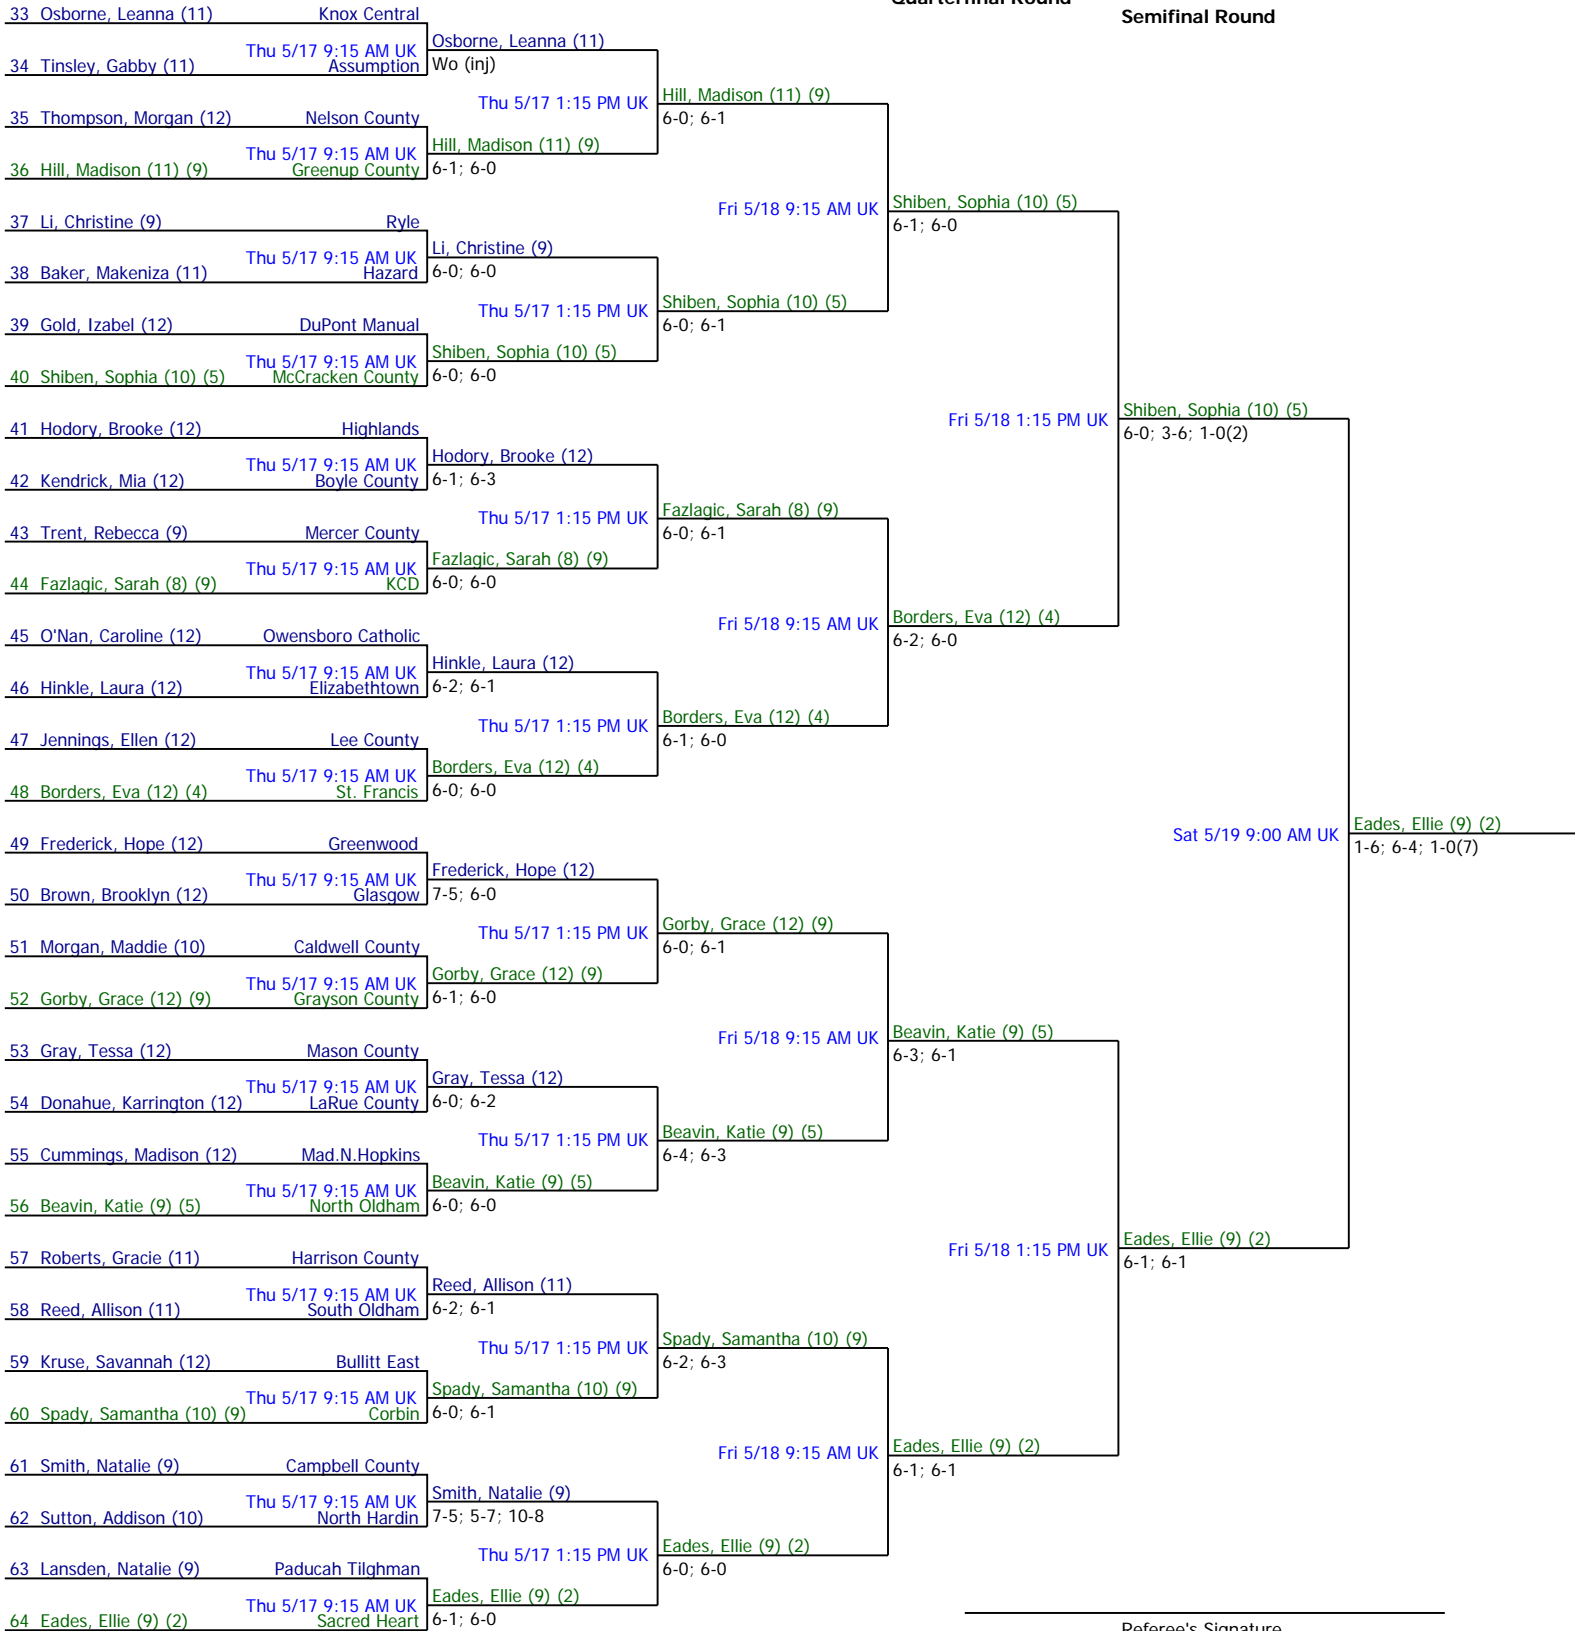 Quarterfinal Round
Semifinal Round
33 Osborne, Leanna (11) Knox Central
Thu 5/17 9:15 AM UK
34 Tinsley, Gabby (11) Assumption
Osborne, Leanna (11)
Wo (inj)
Thu 5/17 1:15 PM UK
Hill, Madison (11) (9)
6-0; 6-1
35 Thompson, Morgan (12) Nelson County
Thu 5/17 9:15 AM UK
36 Hill, Madison (11) (9) Greenup County
Hill, Madison (11) (9)
6-1; 6-0
Fri 5/18 9:15 AM UK
Shiben, Sophia (10) (5)
6-1; 6-0
37 Li, Christine (9) Ryle
Thu 5/17 9:15 AM UK
38 Baker, Makeniza (11) Hazard
Li, Christine (9)
6-0; 6-0
Thu 5/17 1:15 PM UK
Shiben, Sophia (10) (5)
6-0; 6-1
39 Gold, Izabel (12) DuPont Manual
Thu 5/17 9:15 AM UK
40 Shiben, Sophia (10) (5) McCracken County
Shiben, Sophia (10) (5)
6-0; 6-0
Fri 5/18 1:15 PM UK
Shiben, Sophia (10) (5)
6-0; 3-6; 1-0(2)
41 Hodory, Brooke (12) Highlands
Thu 5/17 9:15 AM UK
42 Kendrick, Mia (12) Boyle County
Hodory, Brooke (12)
6-1; 6-3
Thu 5/17 1:15 PM UK
Fazlagic, Sarah (8) (9)
6-0; 6-1
43 Trent, Rebecca (9) Mercer County
Thu 5/17 9:15 AM UK
44 Fazlagic, Sarah (8) (9) KCD
Fazlagic, Sarah (8) (9)
6-0; 6-0
Fri 5/18 9:15 AM UK
Borders, Eva (12) (4)
6-2; 6-0
45 O'Nan, Caroline (12) Owensboro Catholic
Thu 5/17 9:15 AM UK
46 Hinkle, Laura (12) Elizabethtown
Hinkle, Laura (12)
6-2; 6-1
Thu 5/17 1:15 PM UK
Borders, Eva (12) (4)
6-1; 6-0
47 Jennings, Ellen (12) Lee County
Thu 5/17 9:15 AM UK
48 Borders, Eva (12) (4) St. Francis
Borders, Eva (12) (4)
6-0; 6-0
Sat 5/19 9:00 AM UK
Eades, Ellie (9) (2)
1-6; 6-4; 1-0(7)
49 Frederick, Hope (12) Greenwood
Thu 5/17 9:15 AM UK
50 Brown, Brooklyn (12) Glasgow
Frederick, Hope (12)
7-5; 6-0
Thu 5/17 1:15 PM UK
Gorby, Grace (12) (9)
6-0; 6-1
51 Morgan, Maddie (10) Caldwell County
Thu 5/17 9:15 AM UK
52 Gorby, Grace (12) (9) Grayson County
Gorby, Grace (12) (9)
6-1; 6-0
Fri 5/18 9:15 AM UK
Beavin, Katie (9) (5)
6-3; 6-1
53 Gray, Tessa (12) Mason County
Thu 5/17 9:15 AM UK
54 Donahue, Karrington (12) LaRue County
Gray, Tessa (12)
6-0; 6-2
Thu 5/17 1:15 PM UK
Beavin, Katie (9) (5)
6-4; 6-3
55 Cummings, Madison (12) Mad.N.Hopkins
Thu 5/17 9:15 AM UK
56 Beavin, Katie (9) (5) North Oldham
Beavin, Katie (9) (5)
6-0; 6-0
Fri 5/18 1:15 PM UK
Eades, Ellie (9) (2)
6-1; 6-1
57 Roberts, Gracie (11) Harrison County
Thu 5/17 9:15 AM UK
58 Reed, Allison (11) South Oldham
Reed, Allison (11)
6-2; 6-1
Thu 5/17 1:15 PM UK
Spady, Samantha (10) (9)
6-2; 6-3
59 Kruse, Savannah (12) Bullitt East
Thu 5/17 9:15 AM UK
60 Spady, Samantha (10) (9) Corbin
Spady, Samantha (10) (9)
6-0; 6-1
Fri 5/18 9:15 AM UK
Eades, Ellie (9) (2)
6-1; 6-1
61 Smith, Natalie (9) Campbell County
Thu 5/17 9:15 AM UK
62 Sutton, Addison (10) North Hardin
Smith, Natalie (9)
7-5; 5-7; 10-8
Thu 5/17 1:15 PM UK
Eades, Ellie (9) (2)
6-0; 6-0
63 Lansden, Natalie (9) Paducah Tilghman
Thu 5/17 9:15 AM UK
64 Eades, Ellie (9) (2) Sacred Heart
Eades, Ellie (9) (2)
6-1; 6-0
Referee's Signature